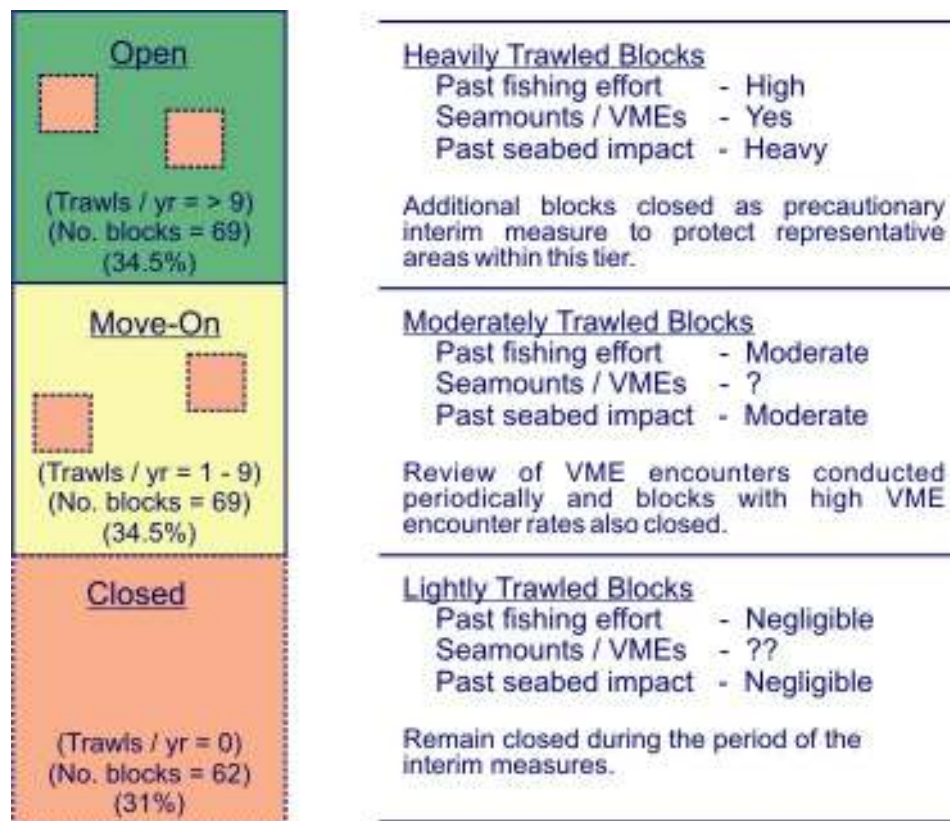 Open
(Trawls / yr = > 9)
(No. blocks = 69)
(34.5%)
Heavily Trawled Blocks
Past fishing effort - High
Seamounts / VMEs - Yes
Past seabed impact - Heavy
Additional blocks closed as precautionary
interim measure to protect representative
areas within this tier.
Move-On
(Trawls / yr = 1 - 9)
(No. blocks = 69)
(34.5%)
Moderately Trawled Blocks
Past fishing effort - Moderate
Seamounts / VMEs - ?
Past seabed impact - Moderate
Review of VME encounters conducted
periodically and blocks with high VME
encounter rates also closed.
Closed
(Trawls / yr = 0)
(No. blocks = 62)
(31%)
Lightly Trawled Blocks
Past fishing effort - Negligible
Seamounts / VMEs - ??
Past seabed impact - Negligible
Remain closed during the period of the
interim measures.